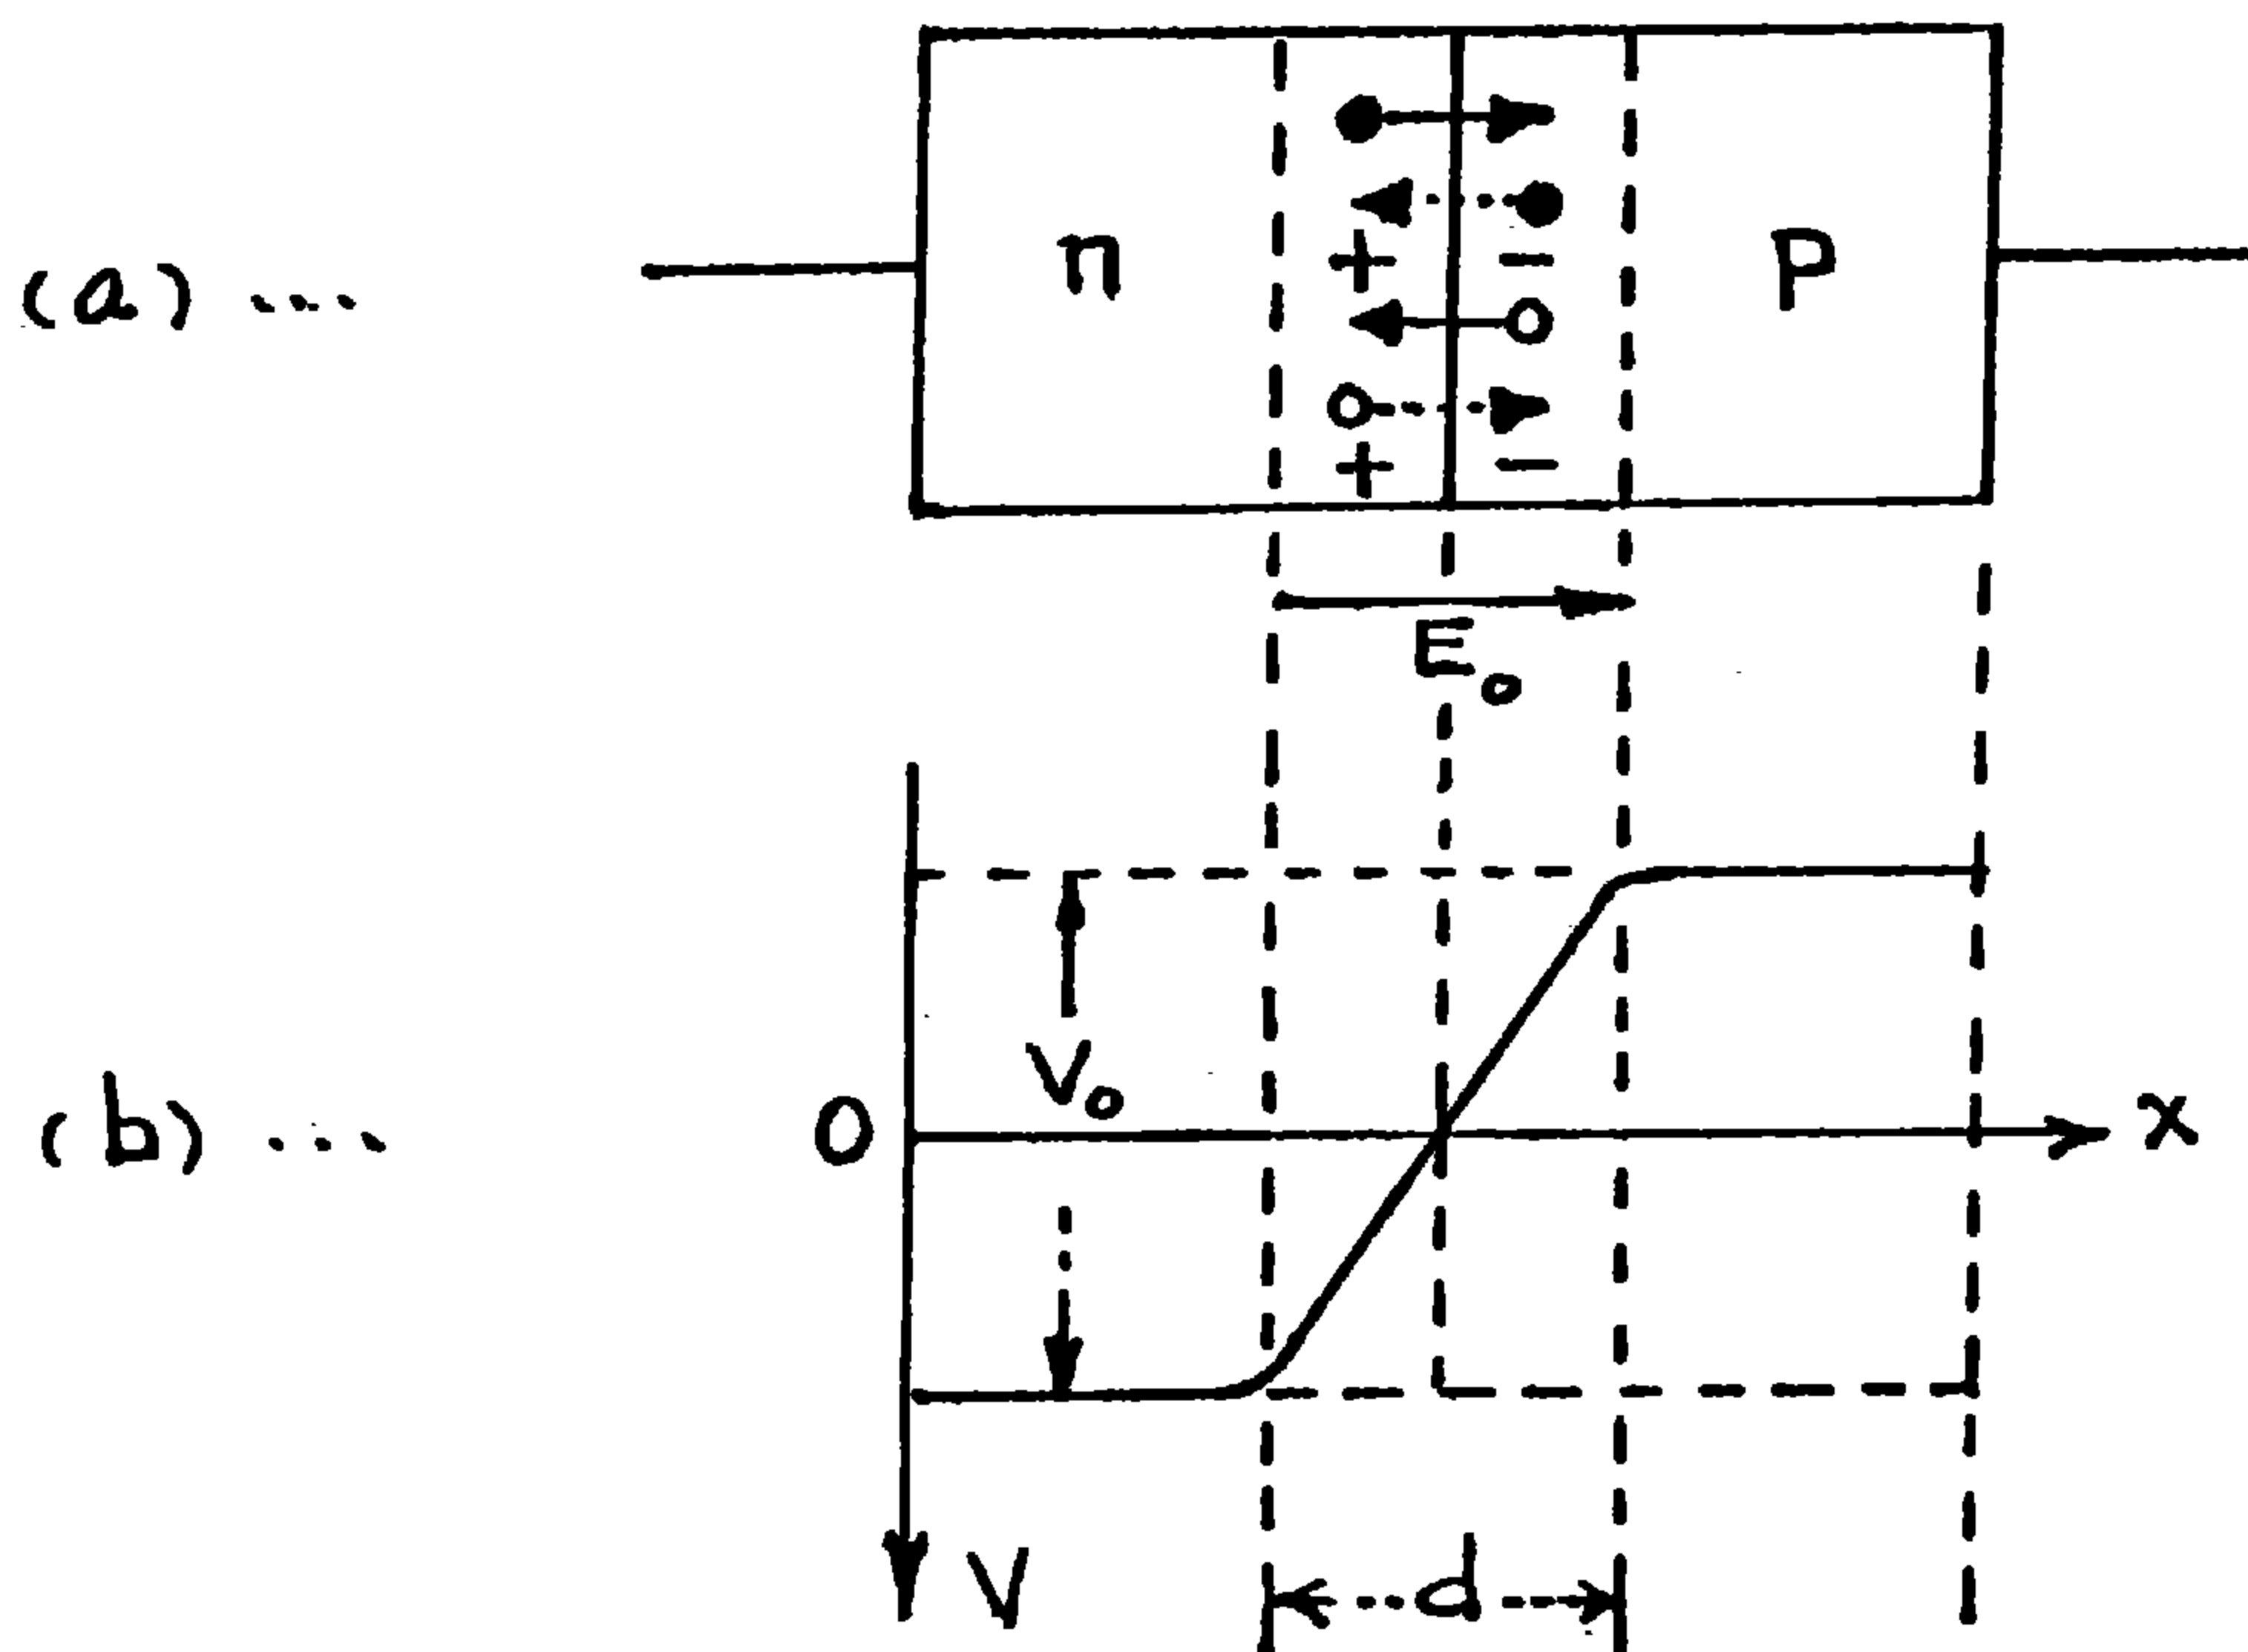 (a) ...
n
+ -
P
+ -
E₀
V₀
(b) ...
O
x
V
d